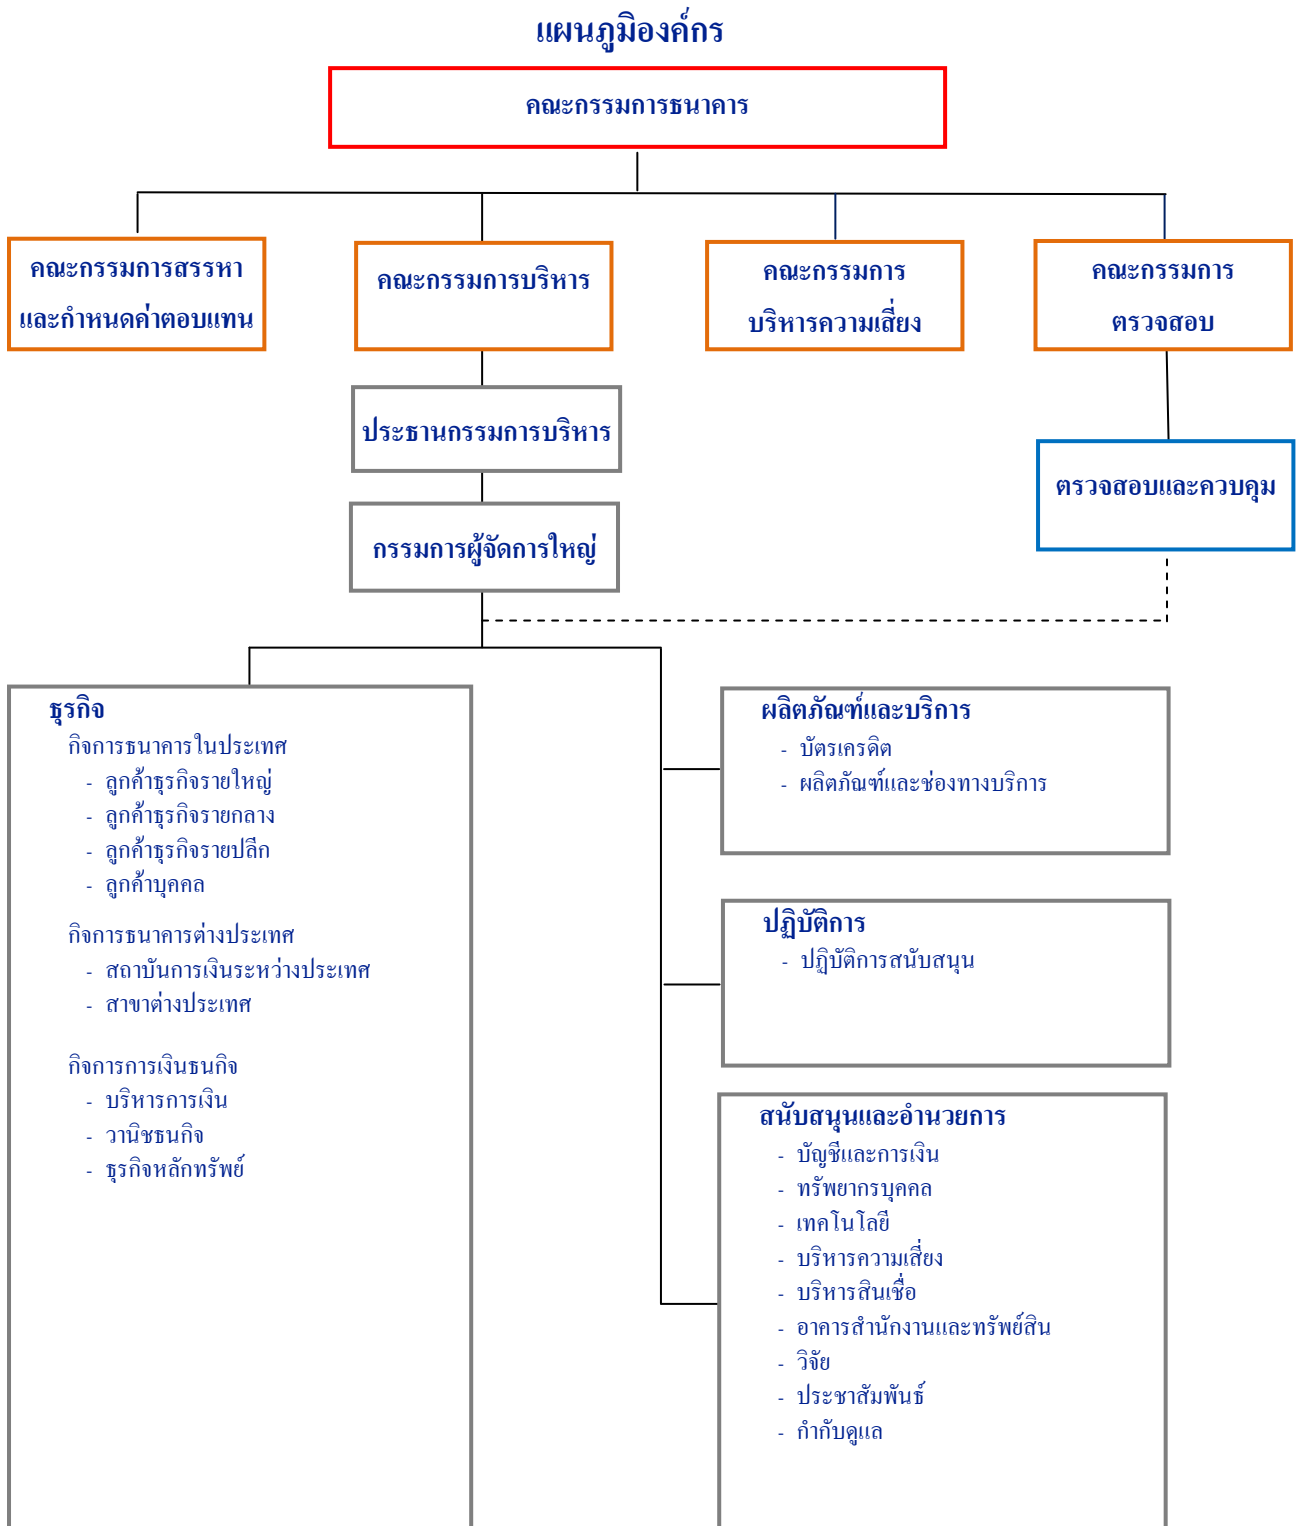 แผนภูมิองค์กร
คณะกรรมการธนาคาร
คณะกรรมการสรรหา
และกำหนดค่าตอบแทน
คณะกรรมการบริหาร
คณะกรรมการ
บริหารความเสี่ยง
คณะกรรมการ
ตรวจสอบ
ประธานกรรมการบริหาร
ตรวจสอบและควบคุม
กรรมการผู้จัดการใหญ่
ธุรกิจ
กิจการธนาคารในประเทศ
- ลูกค้าธุรกิจรายใหญ่
- ลูกค้าธุรกิจรายกลาง
- ลูกค้าธุรกิจรายปลีก
- ลูกค้าบุคคล
กิจการธนาคารต่างประเทศ
- สถาบันการเงินระหว่างประเทศ
- สาขาต่างประเทศ
กิจการการเงินธนกิจ
- บริหารการเงิน
- วานิชธนกิจ
- ธุรกิจหลักทรัพย์
ผลิตภัณฑ์และบริการ
- บัตรเครดิต
- ผลิตภัณฑ์และช่องทางบริการ
ปฏิบัติการ
- ปฏิบัติการสนับสนุน
สนับสนุนและอำนวยการ
- บัญชีและการเงิน
- ทรัพยากรบุคคล
- เทคโนโลยี
- บริหารความเสี่ยง
- บริหารสินเชื่อ
- อาคารสำนักงานและทรัพย์สิน
- วิจัย
- ประชาสัมพันธ์
- กำกับดูแล